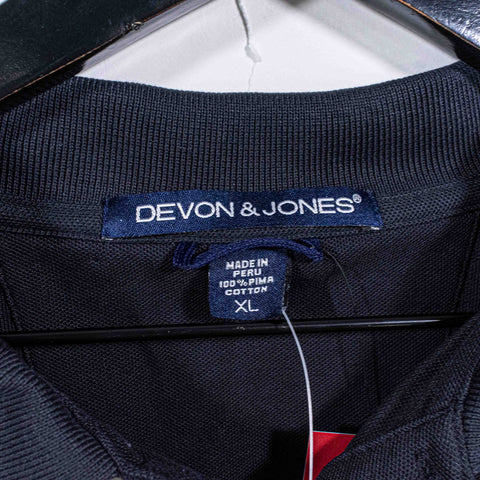 DEVON & JONES®
MADE IN
PERU
100% PIMA
COTTON
XL